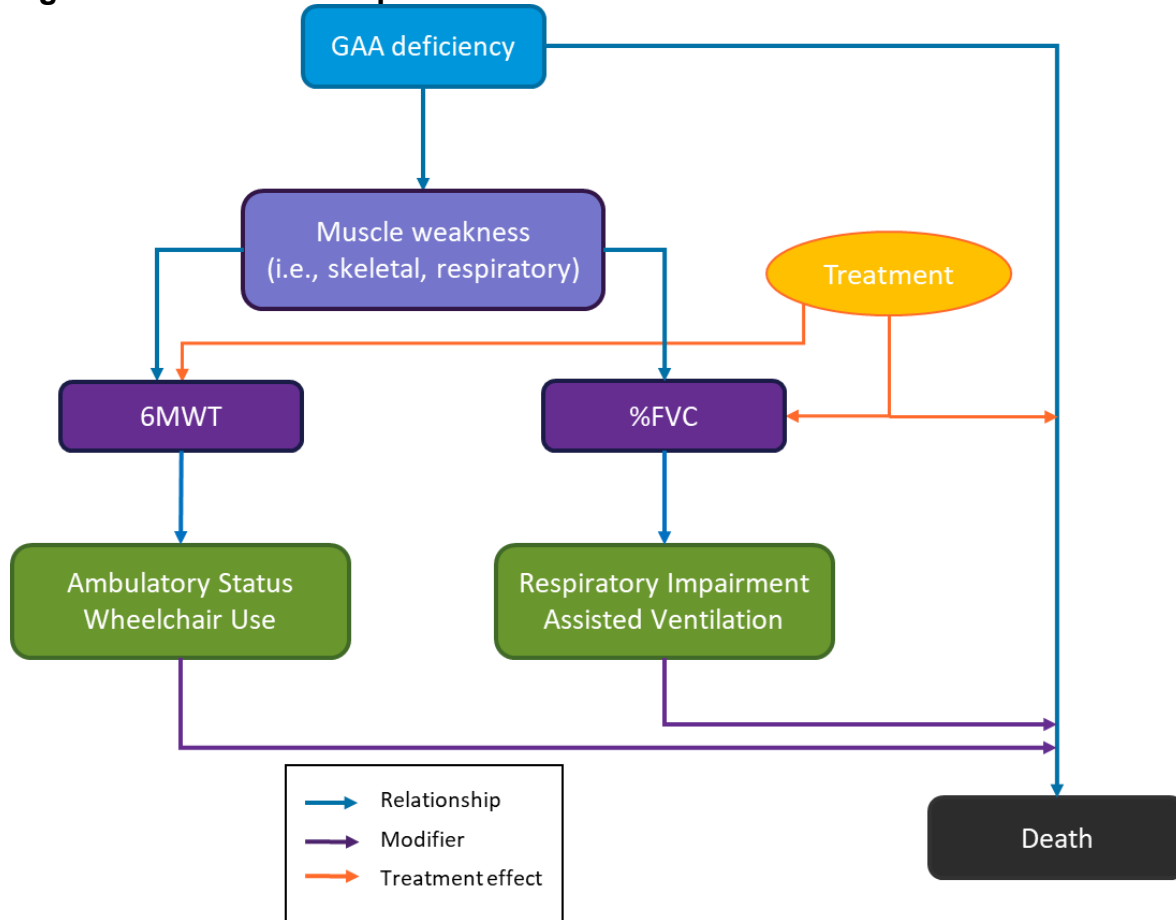 GAA deficiency
Muscle weakness
(i.e., skeletal, respiratory)
Treatment
6MWT
%FVC
Ambulatory Status
Wheelchair Use
Respiratory Impairment
Assisted Ventilation
Relationship
Modifier
Treatment effect
Death